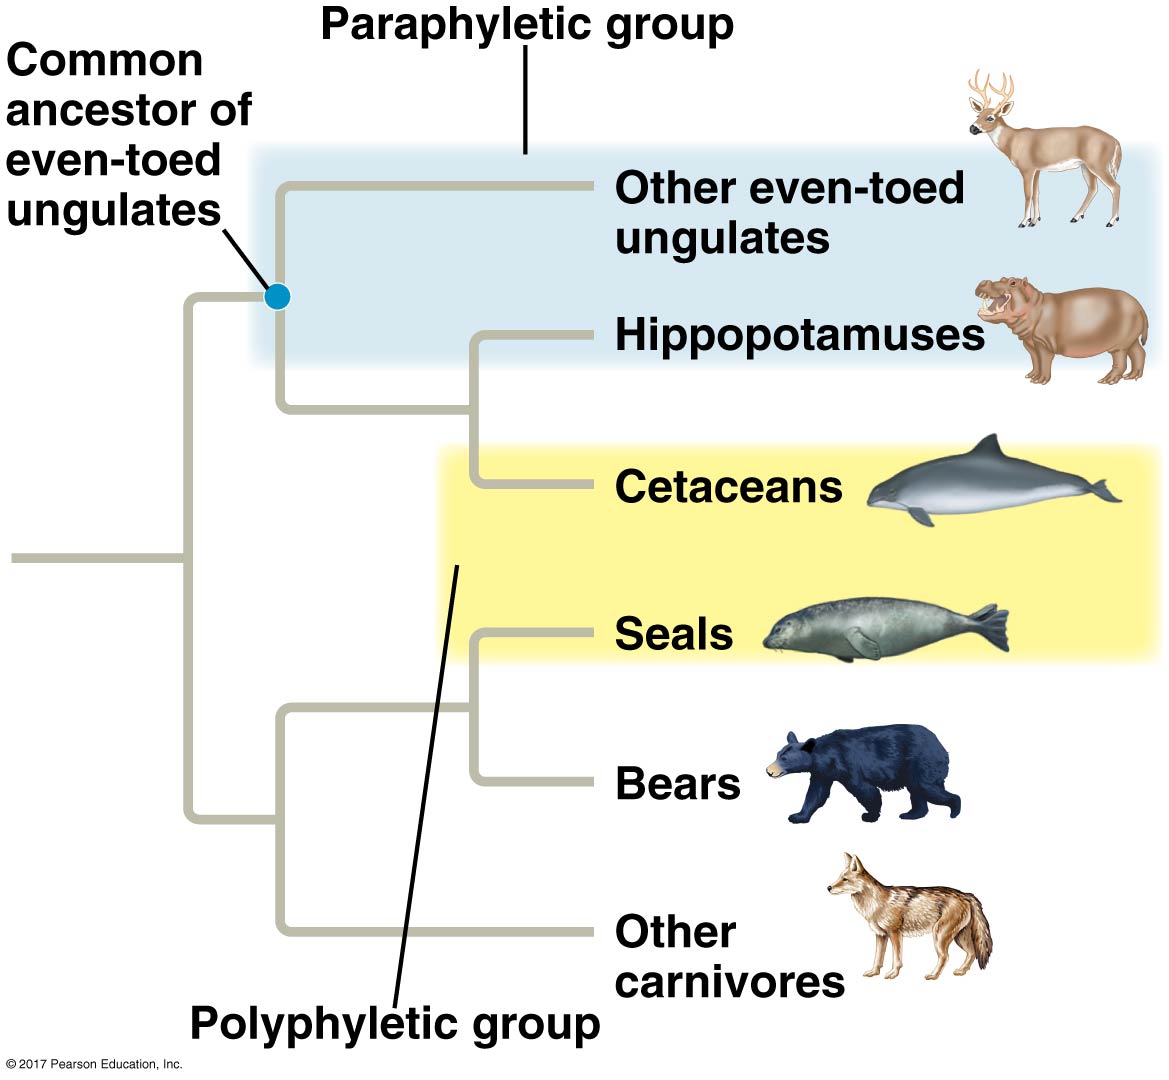 Paraphyletic group
Common
ancestor of
even-toed
ungulates
Other even-toed
ungulates
Hippopotamuses
Cetaceans
Seals
Bears
Other
carnivores
Polyphyletic group
© 2017 Pearson Education, Inc.